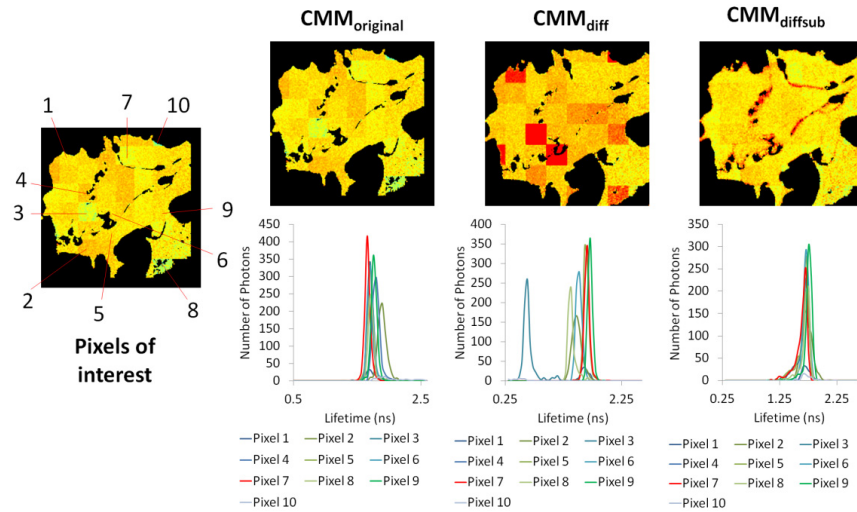 CMMoriginal
CMMdiff
CMMdiffsub
1
7
10
4
3
9
6
2
5
8
Pixels of
interest
Number of Photons
450
400
350
300
250
200
150
100
50
0
0.5
2.5
Lifetime (ns)
Pixel 1
Pixel 2
Pixel 3
Pixel 4
Pixel 5
Pixel 6
Pixel 7
Pixel 8
Pixel 9
Pixel 10
Number of Photons
400
350
300
250
200
150
100
50
0
0.25
2.25
Lifetime (ns)
Pixel 1
Pixel 2
Pixel 3
Pixel 4
Pixel 5
Pixel 6
Pixel 7
Pixel 8
Pixel 9
Pixel 10
Number of Photons
350
300
250
200
150
100
50
0
0.25
1.25
2.25
Lifetime (ns)
Pixel 1
Pixel 2
Pixel 3
Pixel 4
Pixel 5
Pixel 6
Pixel 7
Pixel 8
Pixel 9
Pixel 10